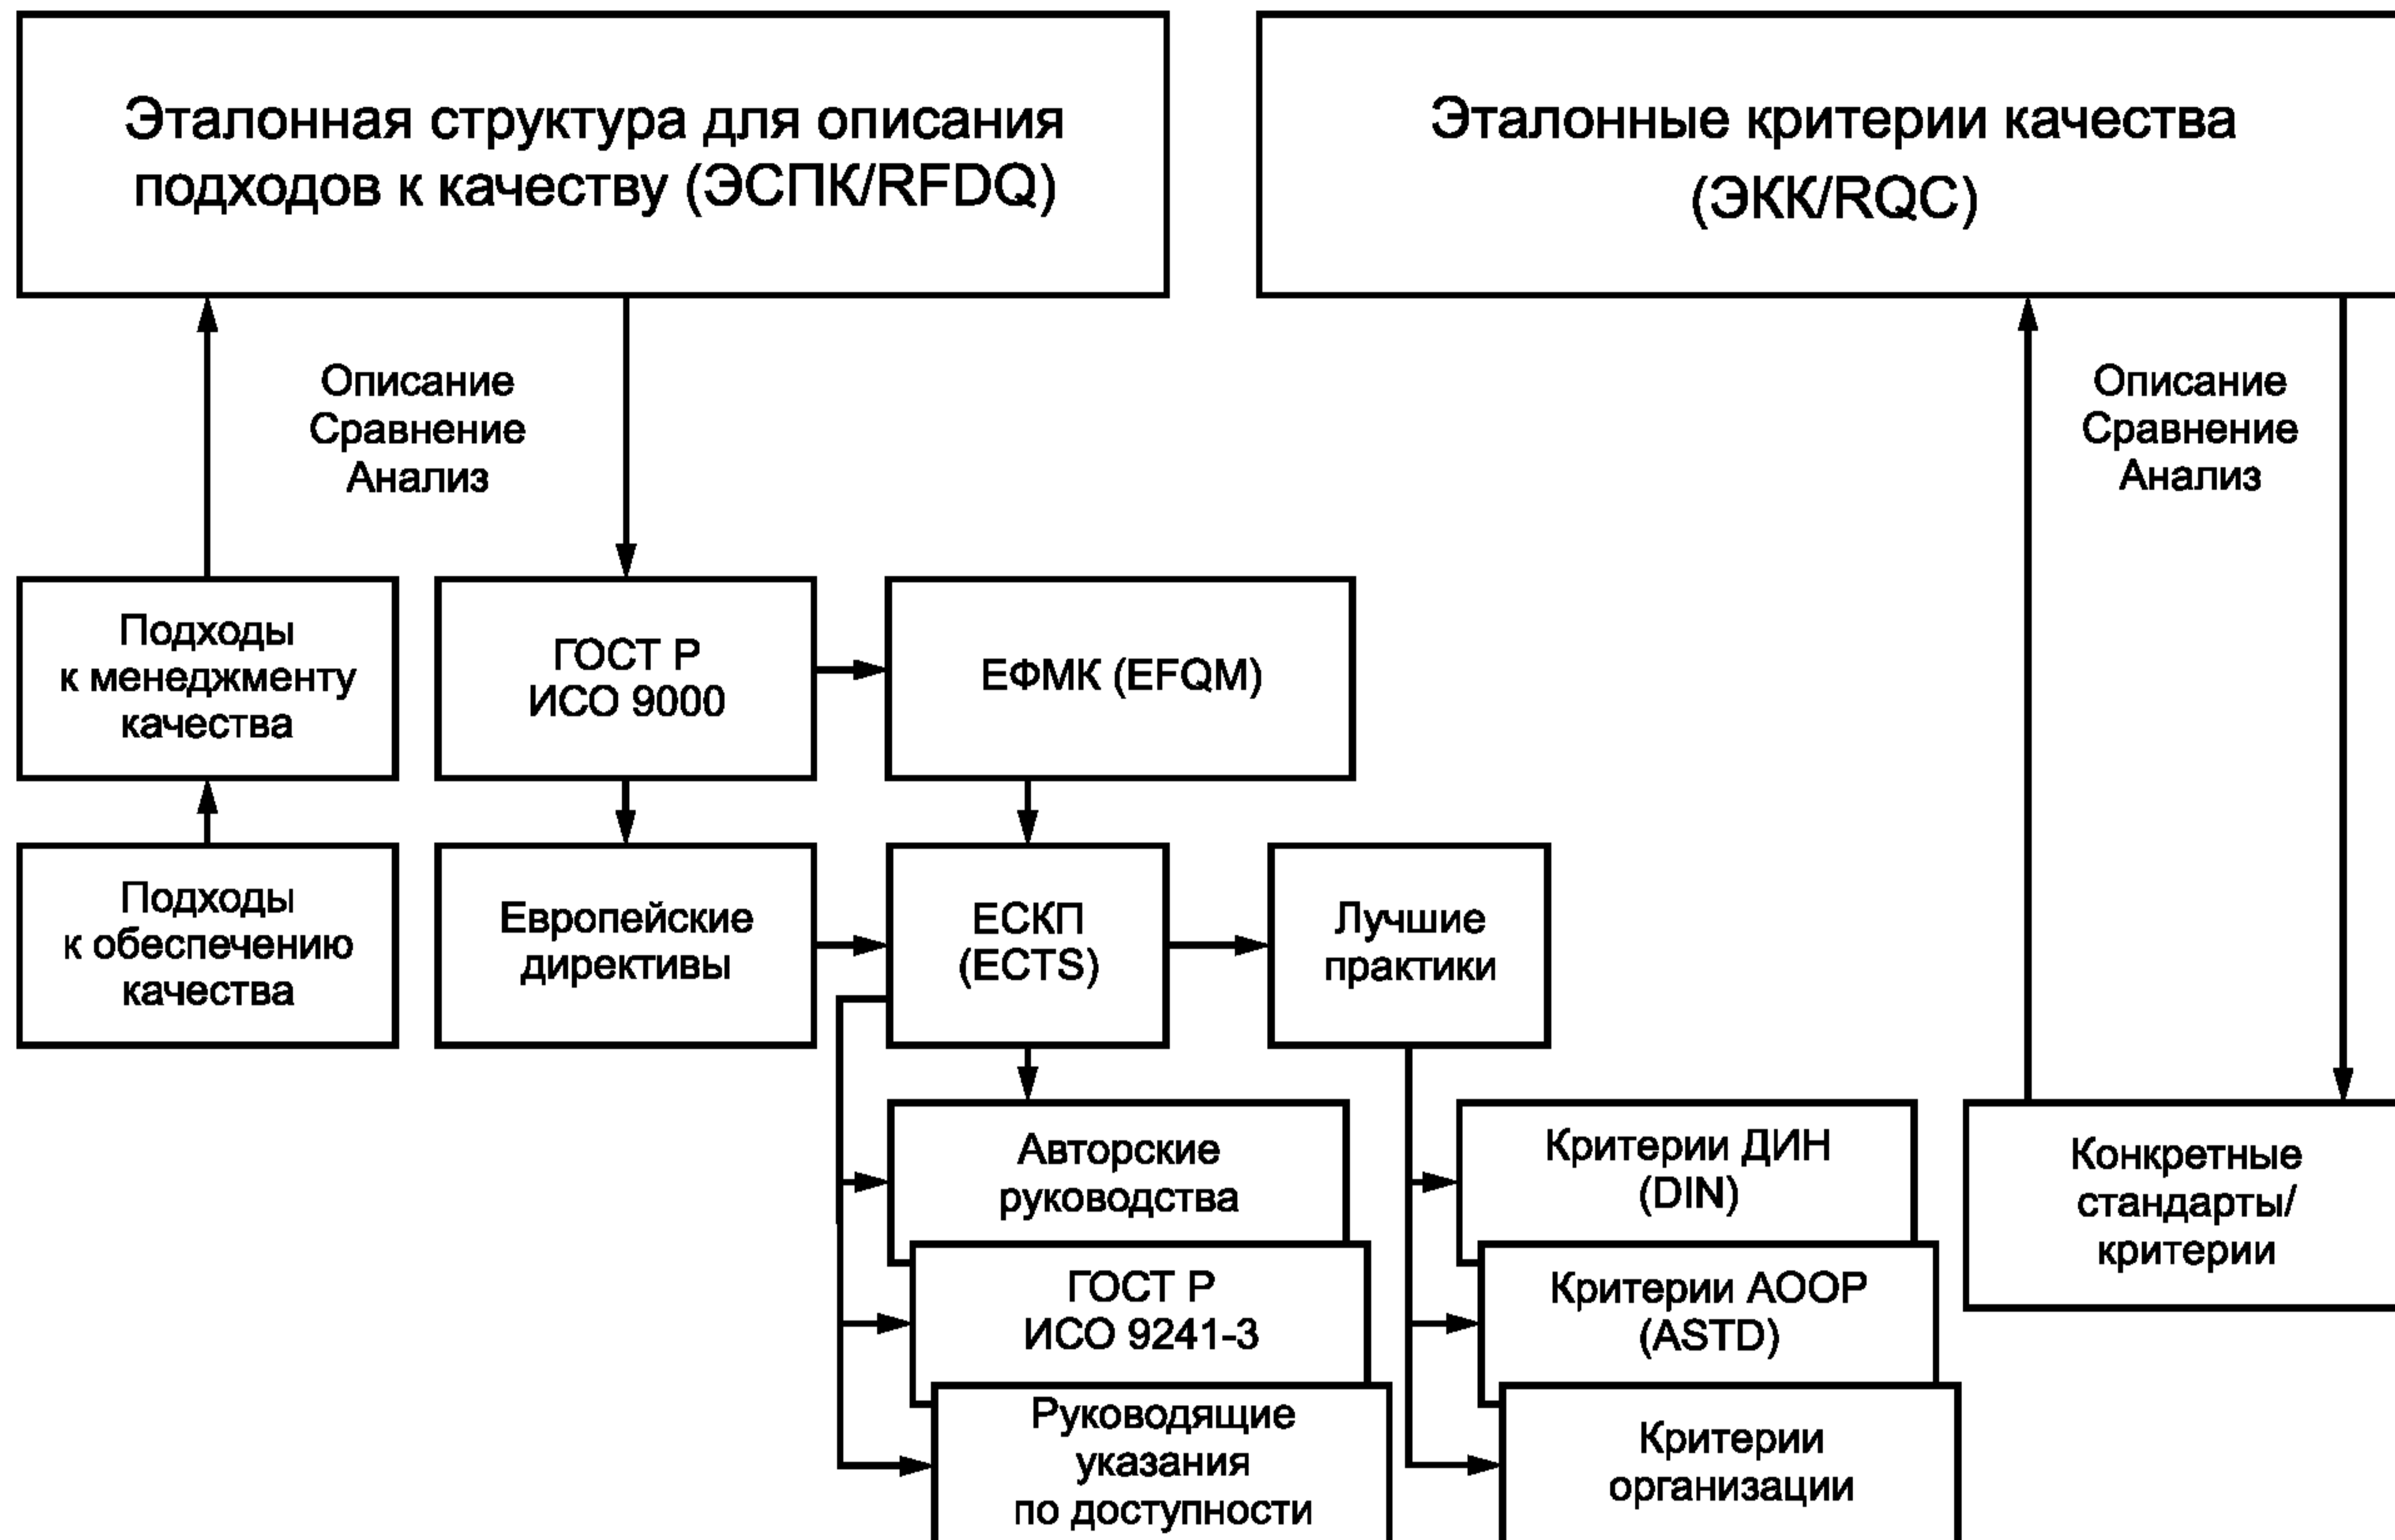 Эталонная структура для описания
подходов к качеству (ЭСПК/RFDQ)
Эталонные критерии качества
(ЭКК/RQC)
Описание
Сравнение
Анализ
Описание
Сравнение
Анализ
Подходы
к менеджменту
качества
ГОСТ Р
ИСО 9000
ЕФМК (EFQM)
Подходы
к обеспечению
качества
Европейские
директивы
ЕСКП
(ECTS)
Лучшие
практики
Авторские
руководства
ГОСТ Р
ИСО 9241-3
Руководящие
указания
по доступности
Критерии ДИН
(DIN)
Критерии АООР
(ASTD)
Критерии
организации
Конкретные
стандарты/
критерии